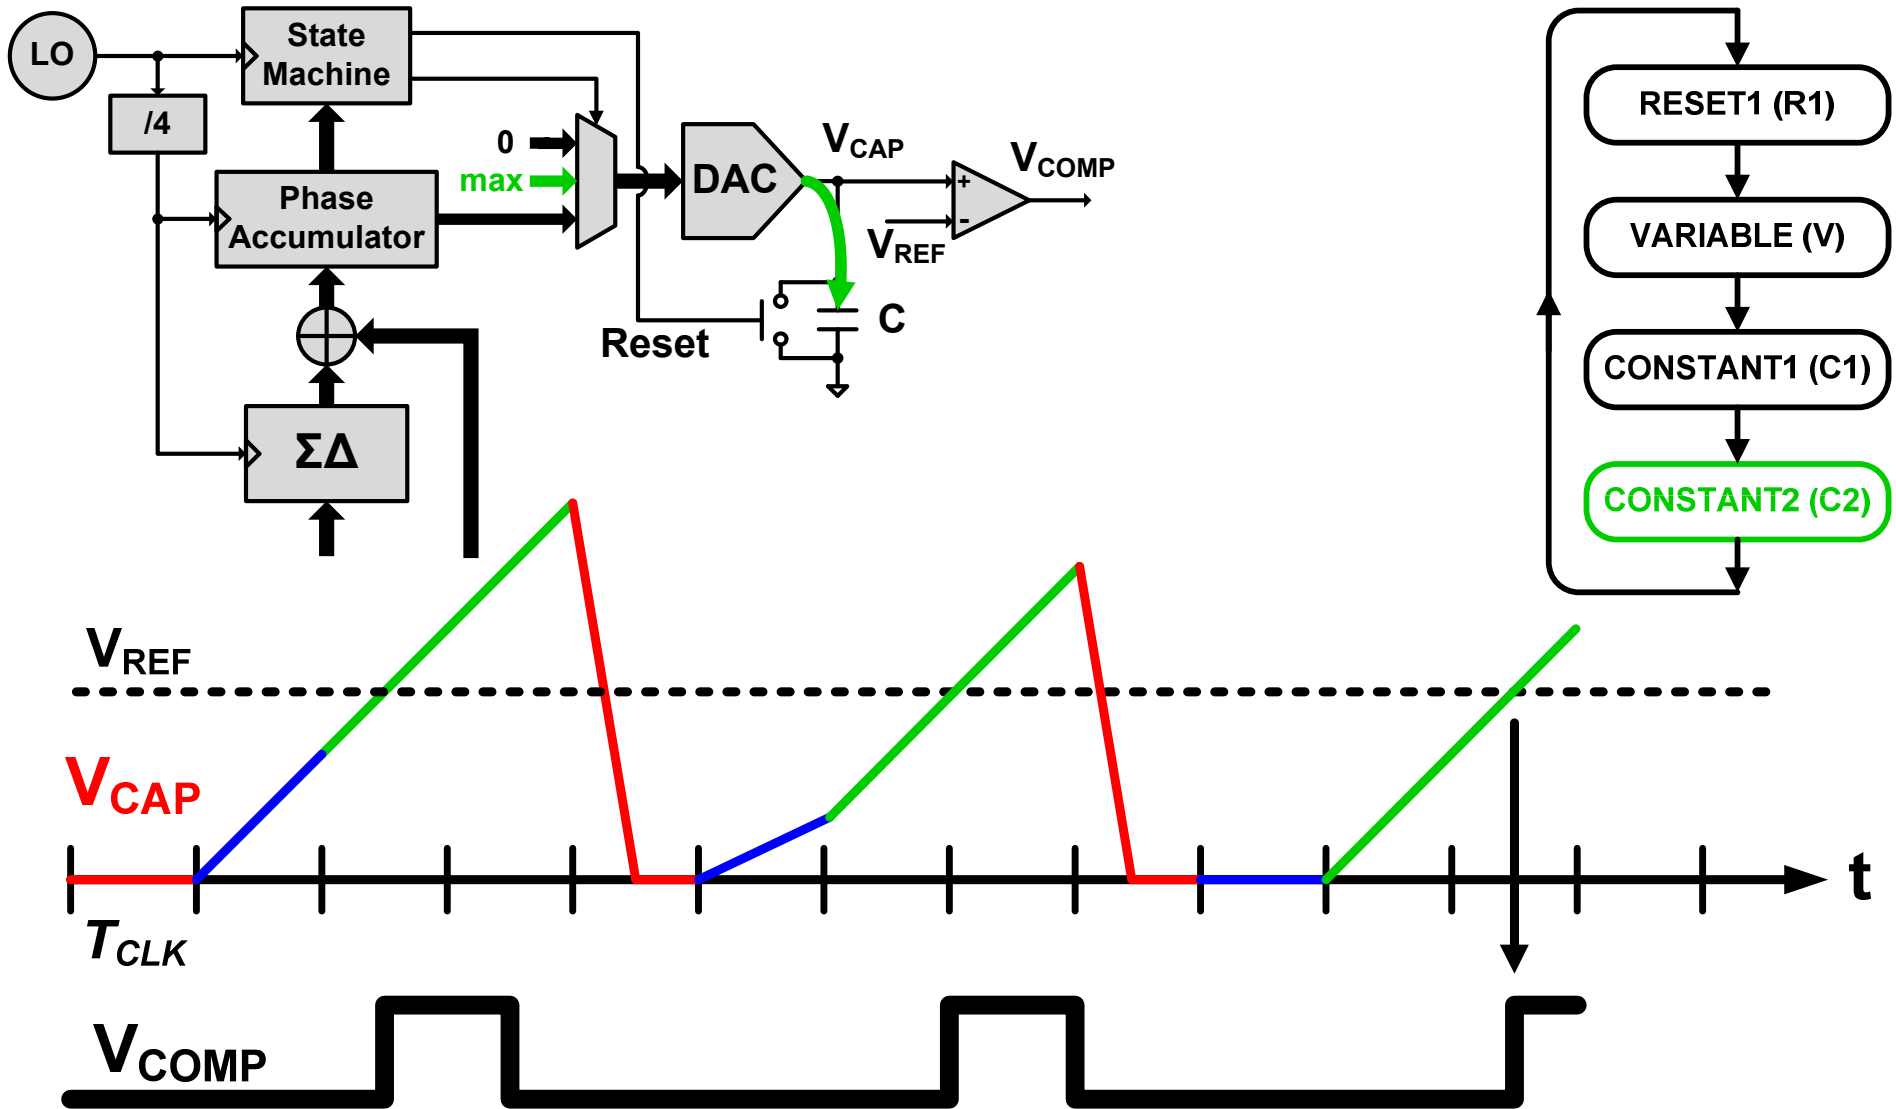 LO
State
Machine
/4
Phase
Accumulator
ΣΔ
0
max
DAC
VCAP
VREF
+
-
VCOMP
Reset
C
RESET1 (R1)
VARIABLE (V)
CONSTANT1 (C1)
CONSTANT2 (C2)
VREF
VCAP
t
TCLK
VCOMP